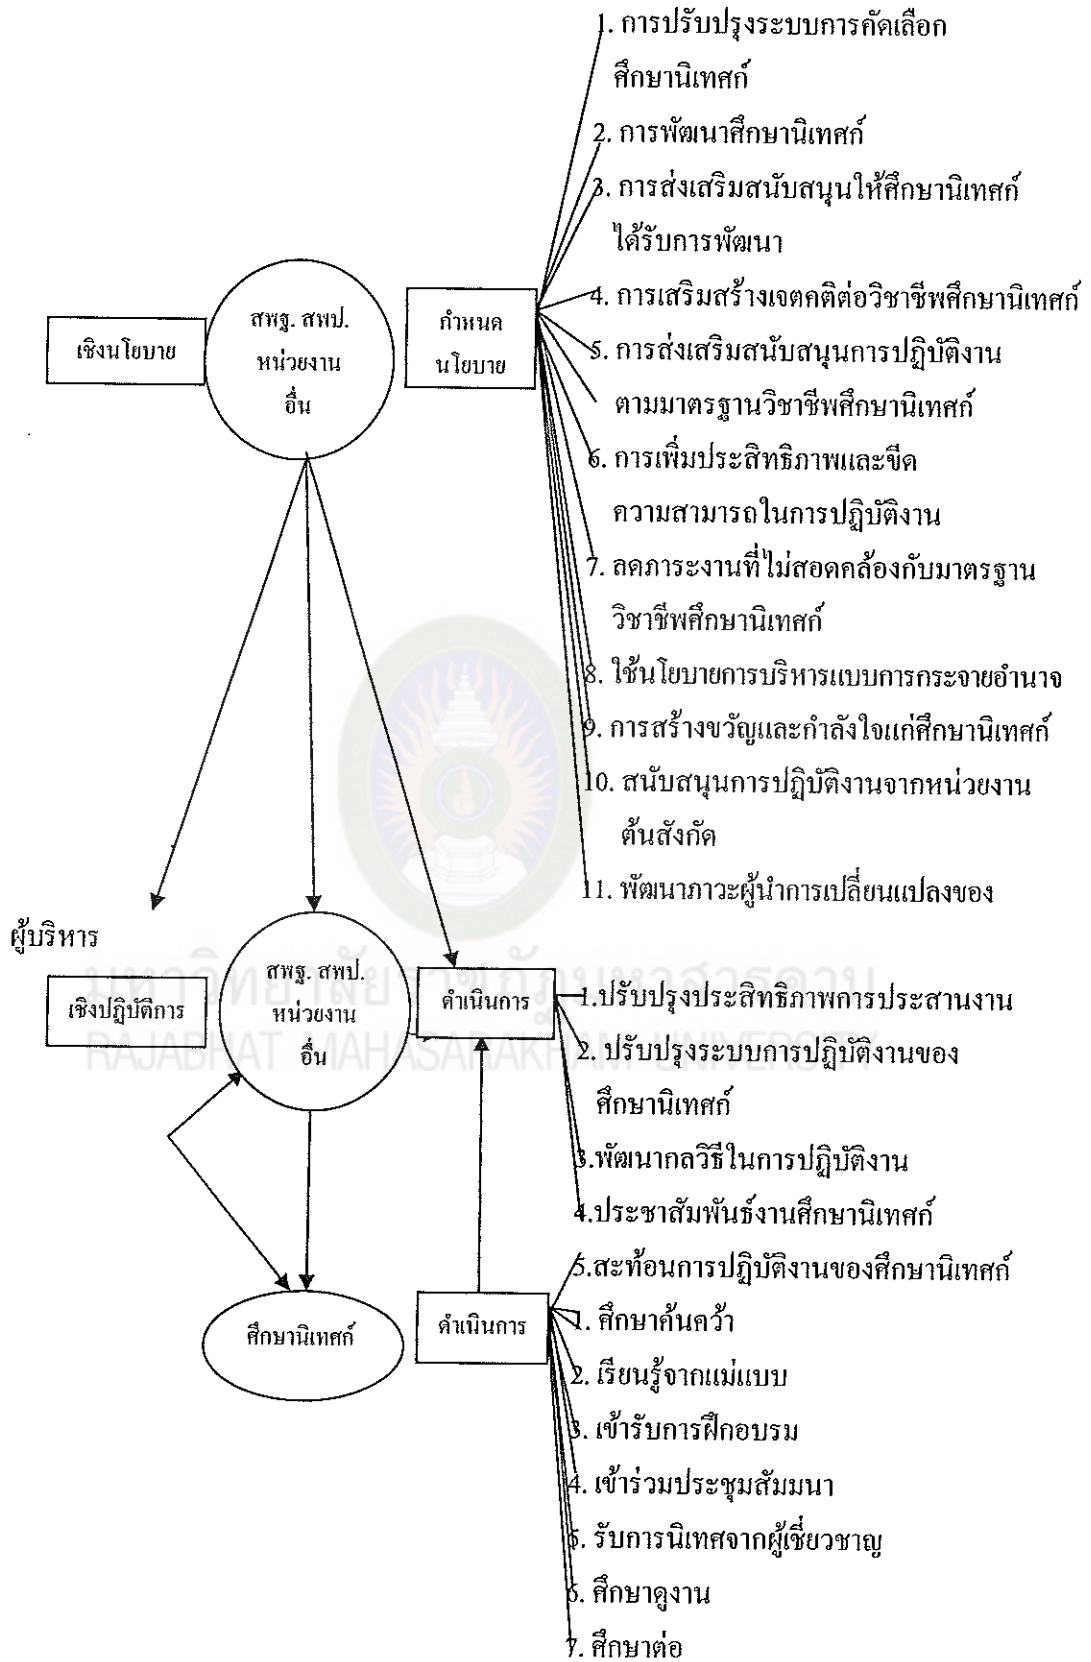 1. การปรับปรุงระบบการคัดเลือก
ศึกษานิเทศก์
2. การพัฒนาศึกษานิเทศก์
3. การส่งเสริมสนับสนุนให้ศึกษานิเทศก์
ได้รับการพัฒนา
4. การเสริมสร้างเจตคติต่อวิชาชีพศึกษานิเทศก์
5. การส่งเสริมสนับสนุนการปฏิบัติงาน
ตามมาตรฐานวิชาชีพศึกษานิเทศก์
6. การเพิ่มประสิทธิภาพและขีด
ความสามารถในการปฏิบัติงาน
7. ลดภาระงานที่ไม่สอดคล้องกับมาตรฐาน
วิชาชีพศึกษานิเทศก์
8. ใช้นโยบายการบริหารแบบการกระจายอำนาจ
9. การสร้างขวัญและกำลังใจแก่ศึกษานิเทศก์
10. สนับสนุนการปฏิบัติงานจากหน่วยงาน
ต้นสังกัด
11. พัฒนาภาวะผู้นำการเปลี่ยนแปลงของ
เชิงนโยบาย
สพฐ. สพป.
หน่วยงาน
อื่น
กำหนด
นโยบาย
ผู้บริหาร
เชิงปฏิบัติการ
สพฐ. สพป.
หน่วยงาน
อื่น
ดำเนินการ
1.ปรับปรุงประสิทธิภาพการประสานงาน
2. ปรับปรุงระบบการปฏิบัติงานของ
ศึกษานิเทศก์
3.พัฒนากลวิธีในการปฏิบัติงาน
4.ประชาสัมพันธ์งานศึกษานิเทศก์
5.สะท้อนการปฏิบัติงานของศึกษานิเทศก์
ศึกษานิเทศก์
ดำเนินการ
1. ศึกษาค้นคว้า
2. เรียนรู้จากแม่แบบ
3. เข้ารับการฝึกอบรม
4. เข้าร่วมประชุมสัมมนา
5. รับการนิเทศจากผู้เชี่ยวชาญ
6. ศึกษาดูงาน
7. ศึกษาต่อ
มหาวิทยาลัยราชภัฏมหาสารคาม
RAJABHAT MAHASARAKHAM UNIVERSITY